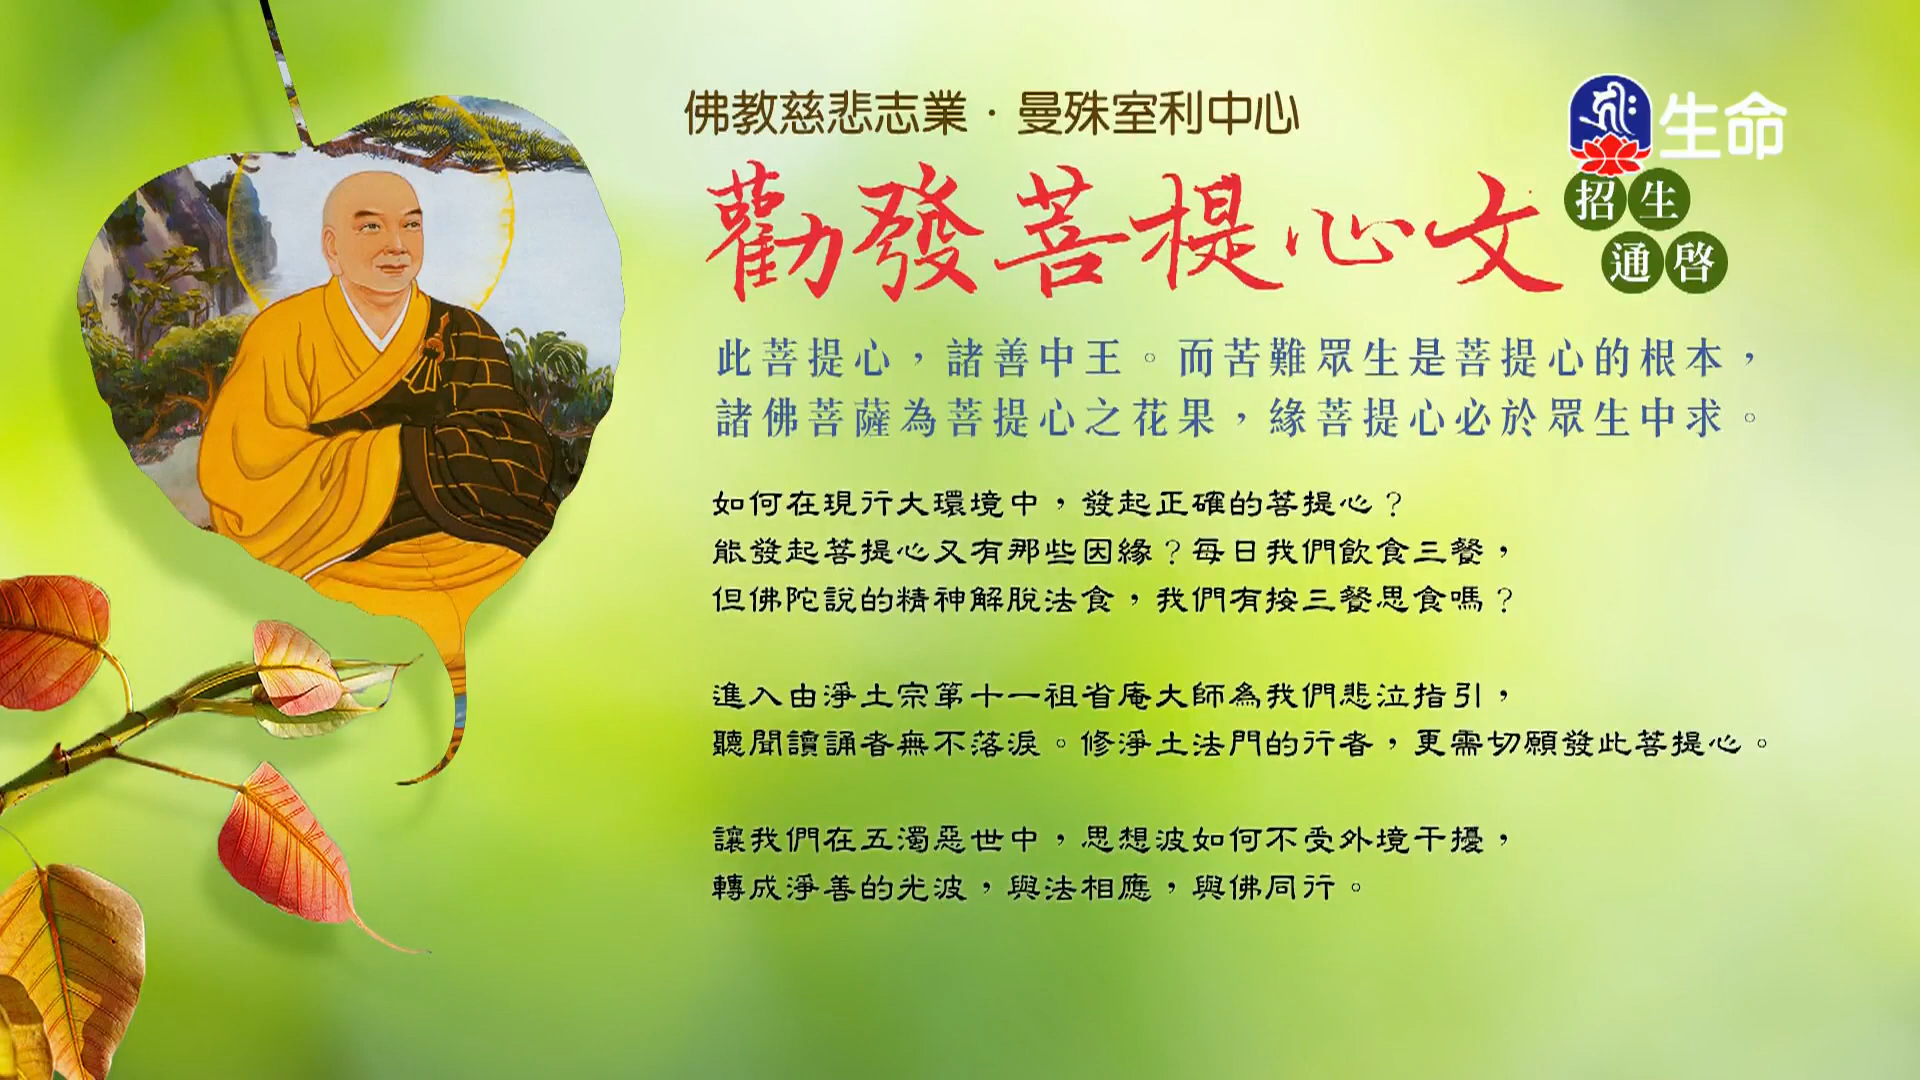 佛教慈悲志業·曼殊室利中心
生命
勸發菩提心文
招生
通啓
此菩提心，諸善中王。而苦難眾生是菩提心的根本，
諸佛菩薩為菩提心之花果，緣菩提心必於眾生中求。
如何在現行大環境中，發起正確的菩提心？
能發起菩提心又有那些因緣？每日我們飲食三餐，
但佛陀說的精神解脫法食，我們有按三餐思食嗎？
進入由淨土宗第十一祖省庵大師為我們悲泣指引，
聽聞讀誦者無不落淚。修淨土法門的行者，更需切願發此菩提心。
讓我們在五濁惡世中，思想波如何不受外境干擾，
轉成淨善的光波，與法相應，與佛同行。